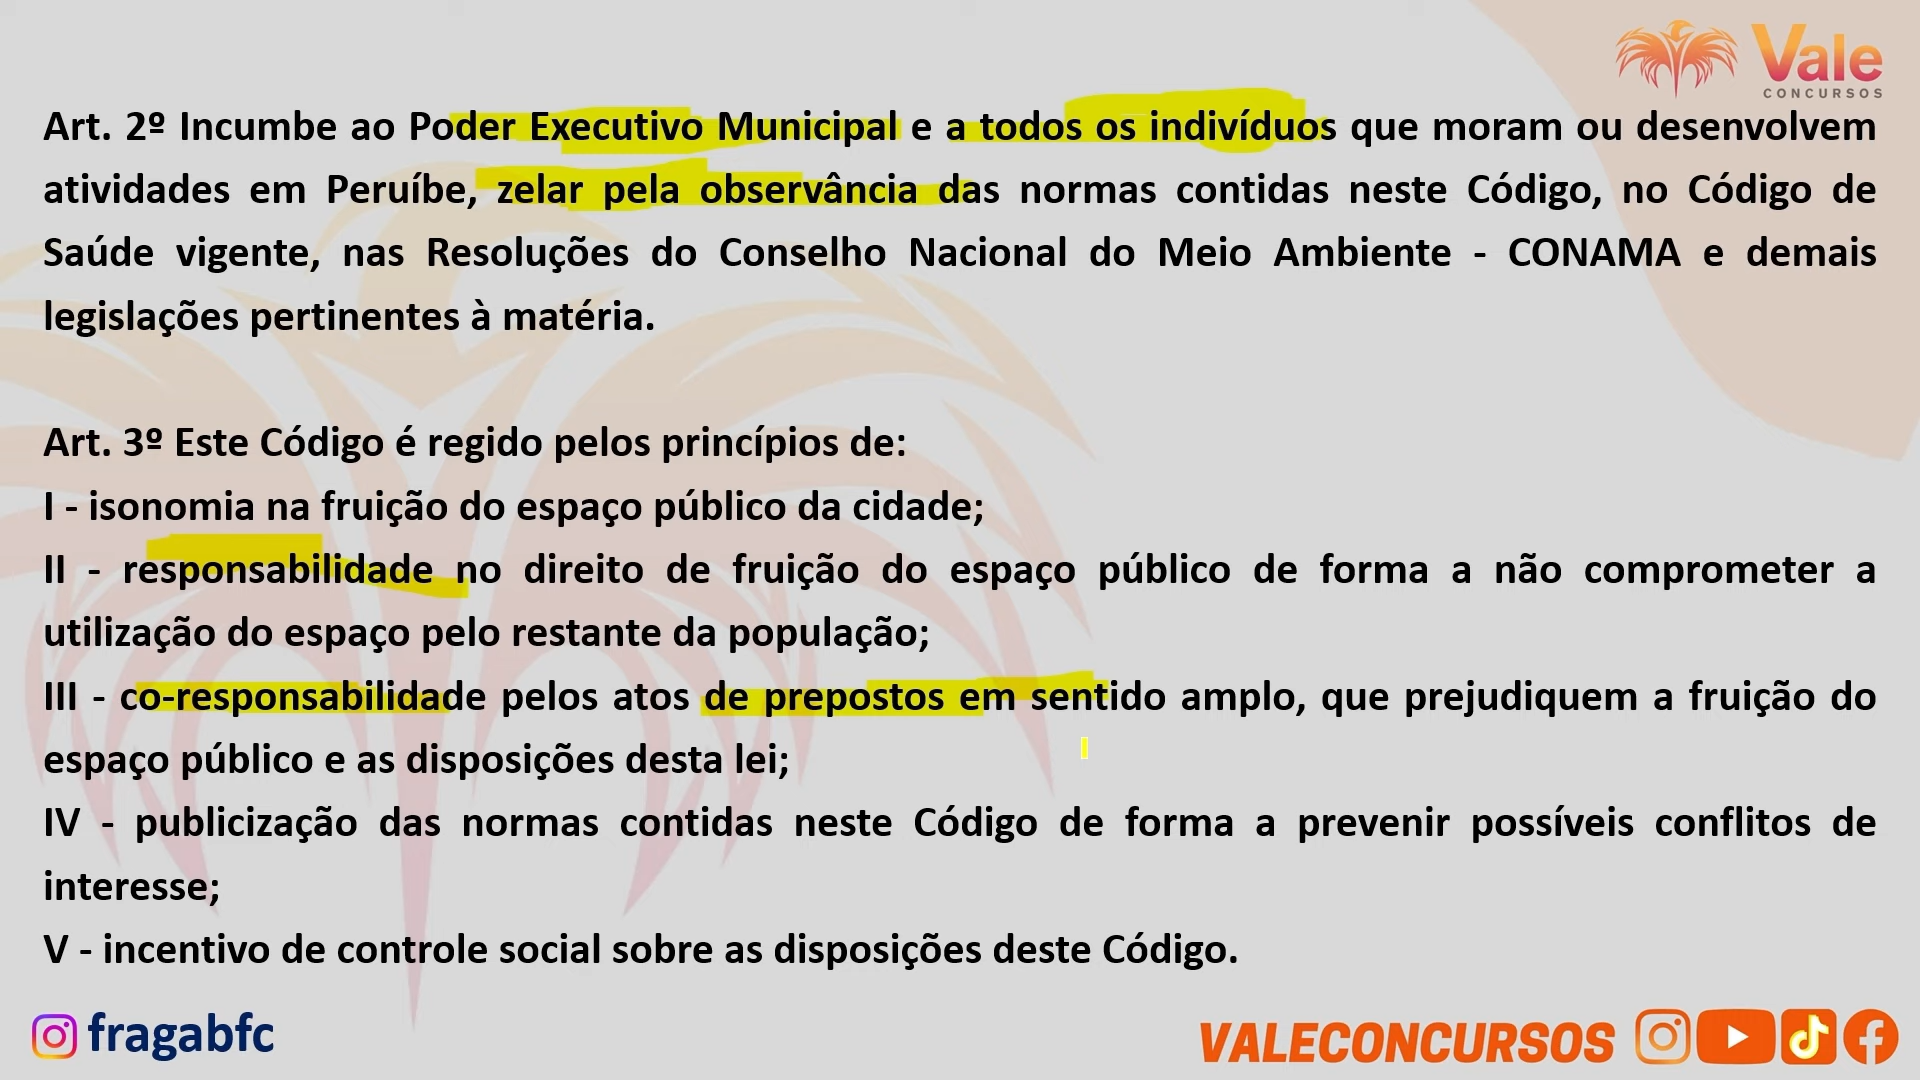 Vale
CONCURSOS
Art. 2º Incumbe ao Poder Executivo Municipal e a todos os indivíduos que moram ou desenvolvem
atividades em Peruíbe, zelar pela observância das normas contidas neste Código, no Código de
Saúde vigente, nas Resoluções do Conselho Nacional do Meio Ambiente - CONAMA e demais
legislações pertinentes à matéria.
Art. 3º Este Código é regido pelos princípios de:
I - isonomia na fruição do espaço público da cidade;
II - responsabilidade no direito de fruição do espaço público de forma a não comprometer a
utilização do espaço pelo restante da população;
III - co-responsabilidade pelos atos de prepostos em sentido amplo, que prejudiquem a fruição do
espaço público e as disposições desta lei;
IV - publicização das normas contidas neste Código de forma a prevenir possíveis conflitos de
interesse;
V - incentivo de controle social sobre as disposições deste Código.
fragabfc
VALECONCURSOS